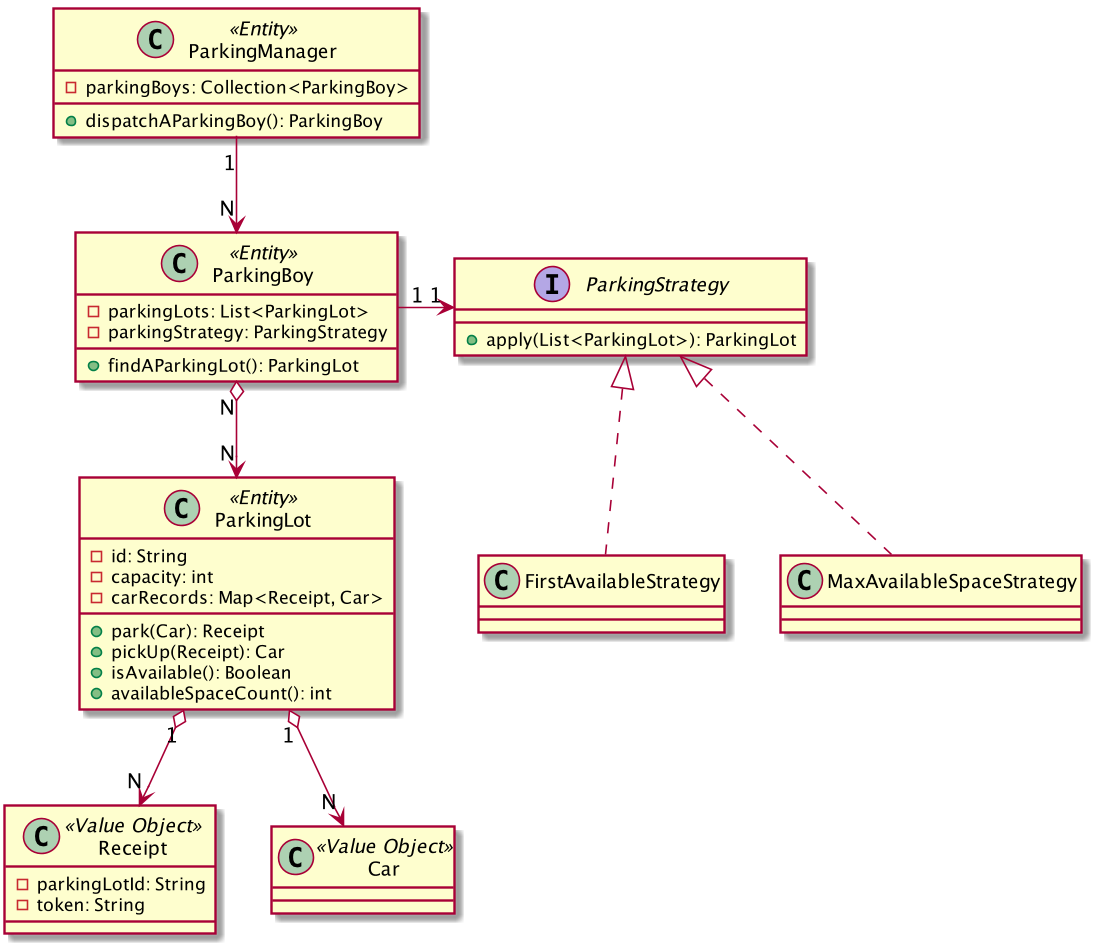 C
«Entity»
ParkingManager
parkingBoys: Collection<ParkingBoy>
dispatchAParkingBoy(): ParkingBoy
1
N
C
«Entity»
ParkingBoy
parkingLots: List<ParkingLot>
parkingStrategy: ParkingStrategy
findAParkingLot(): ParkingLot
1 1
I
ParkingStrategy
apply(List<ParkingLot>): ParkingLot
N
N
C
«Entity»
ParkingLot
id: String
capacity: int
carRecords: Map<Receipt, Car>
park(Car): Receipt
pickUp(Receipt): Car
isAvailable(): Boolean
availableSpaceCount(): int
C FirstAvailableStrategy
C MaxAvailableSpaceStrategy
1
N
1
N
C
«Value Object»
Receipt
parkingLotId: String
token: String
C
«Value Object»
Car